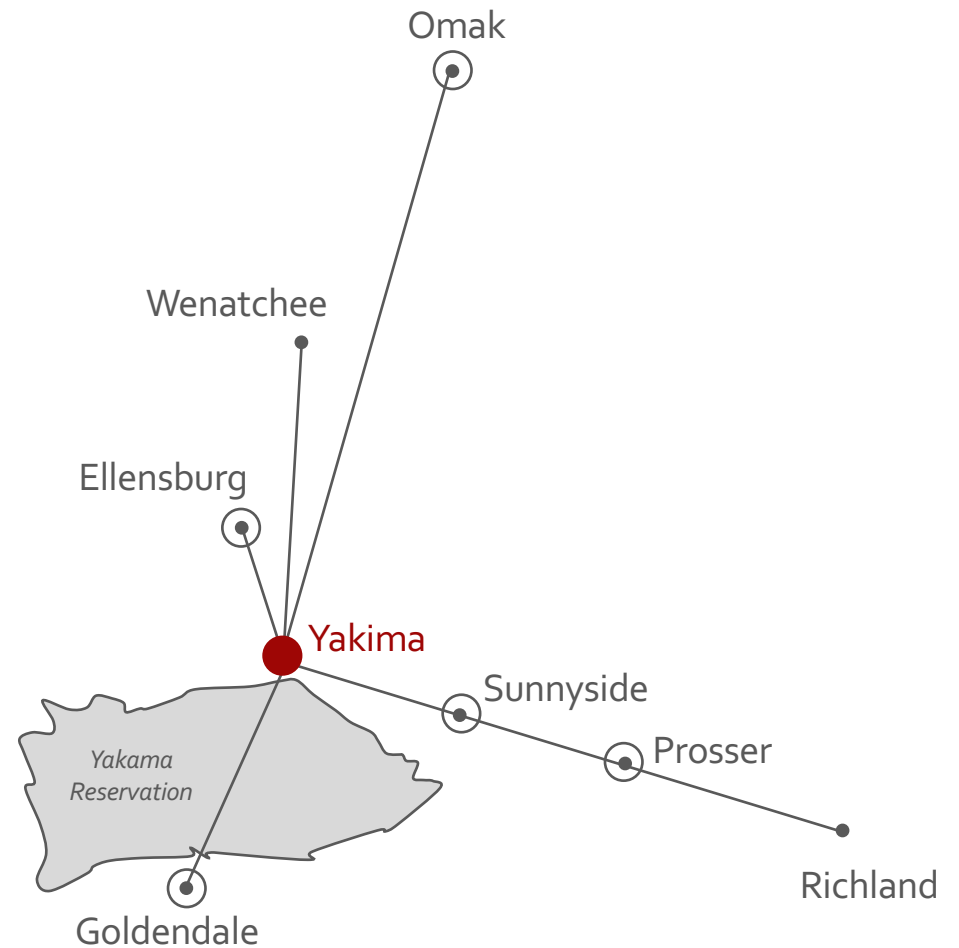 Omak
Wenatchee
Ellensburg
Yakima
Sunnyside
Prosser
Yakama
Reservation
Richland
Goldendale